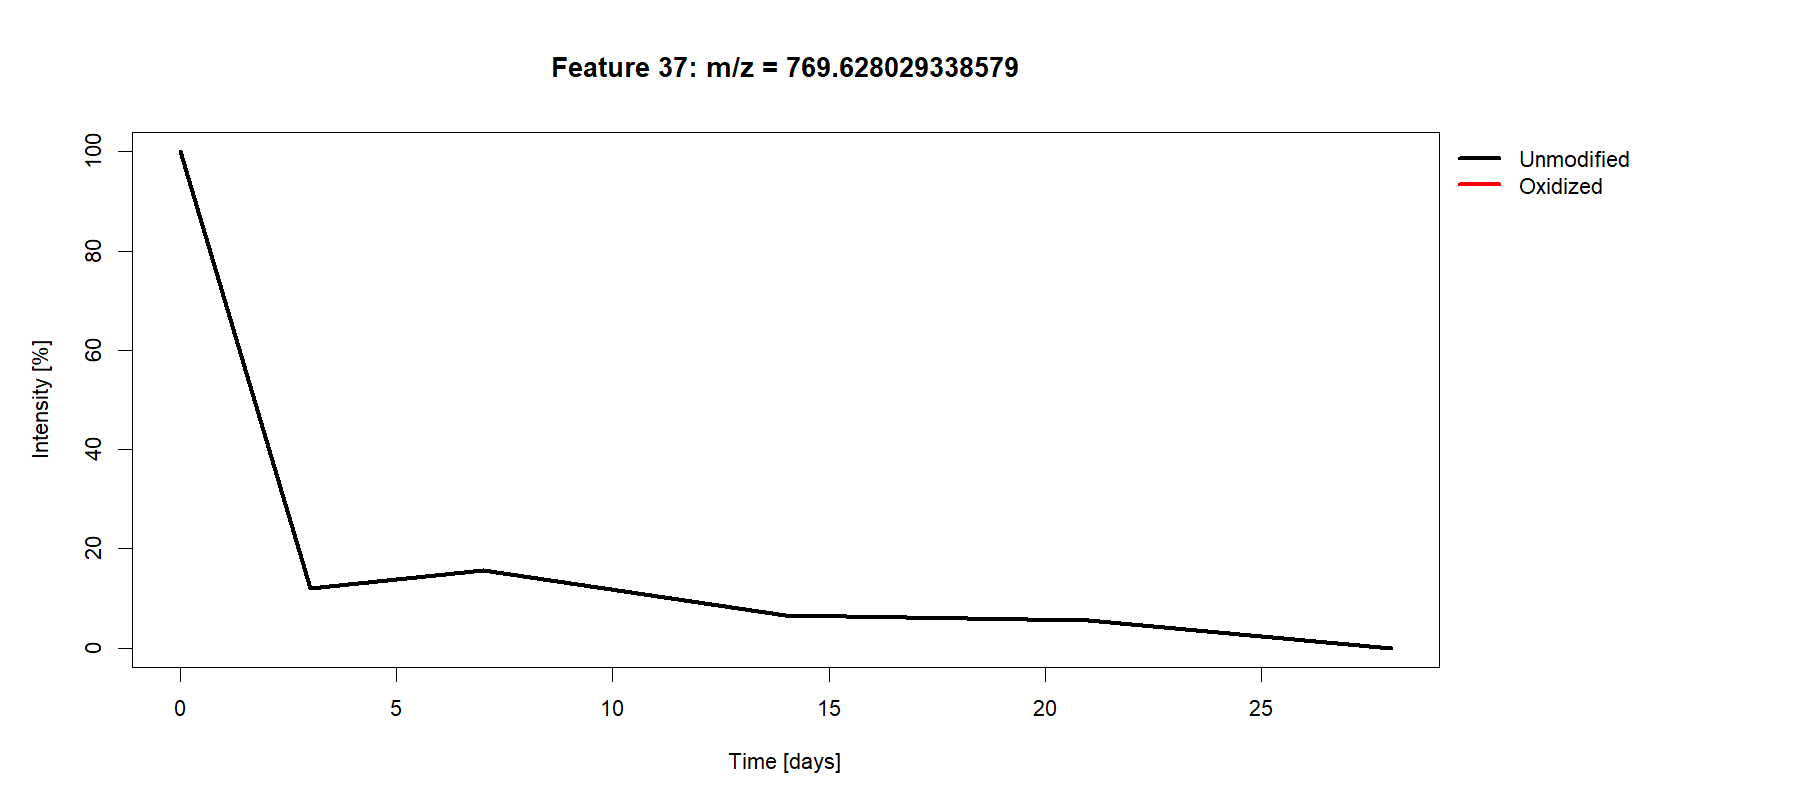 Feature 37: m/z = 769.628029338579
Unmodified
Oxidized
Intensity [%]
100
80
60
40
20
0
0 5 10 15 20 25
Time [days]